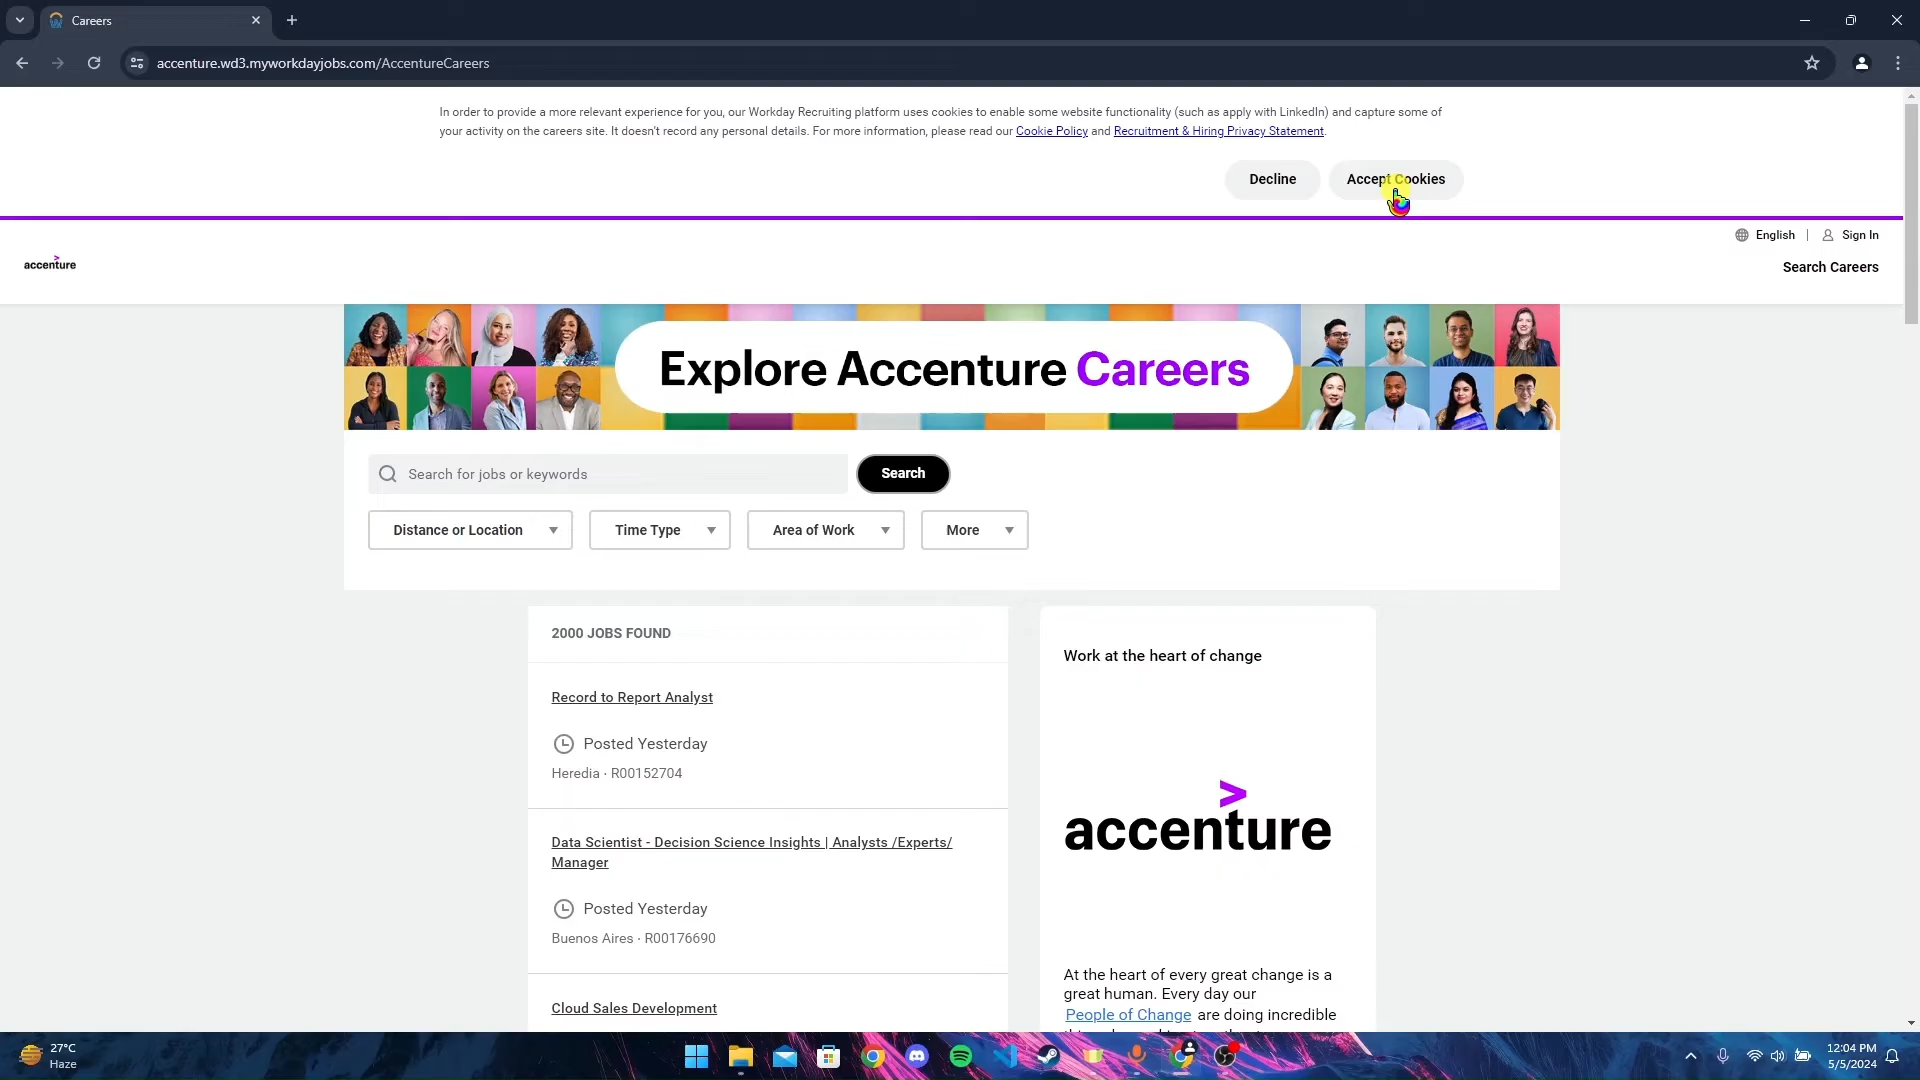 Careers
accenture.wd3.myworkdayjobs.com/AccentureCareers
In order to provide a more relevant experience for you, our Workday Recruiting platform uses cookies to enable some website functionality (such as apply with LinkedIn) and capture some of
your activity on the careers site. It doesn't record any personal details. For more information, please read our Cookie Policy and Recruitment & Hiring Privacy Statement.
Decline
Accept Cookies
English | Sign In
accenture
Search Careers
Explore Accenture Careers
Search for jobs or keywords
Search
Distance or Location
Time Type
Area of Work
More
2000 JOBS FOUND
Record to Report Analyst
Posted Yesterday
Heredia · R00152704
Data Scientist - Decision Science Insights | Analysts /Experts/
Manager
Posted Yesterday
Buenos Aires · R00176690
Cloud Sales Development
Work at the heart of change
accenture
At the heart of every great change is a
great human. Every day our
People of Change are doing incredible
27°C
Haze
12:04 PM
5/5/2024